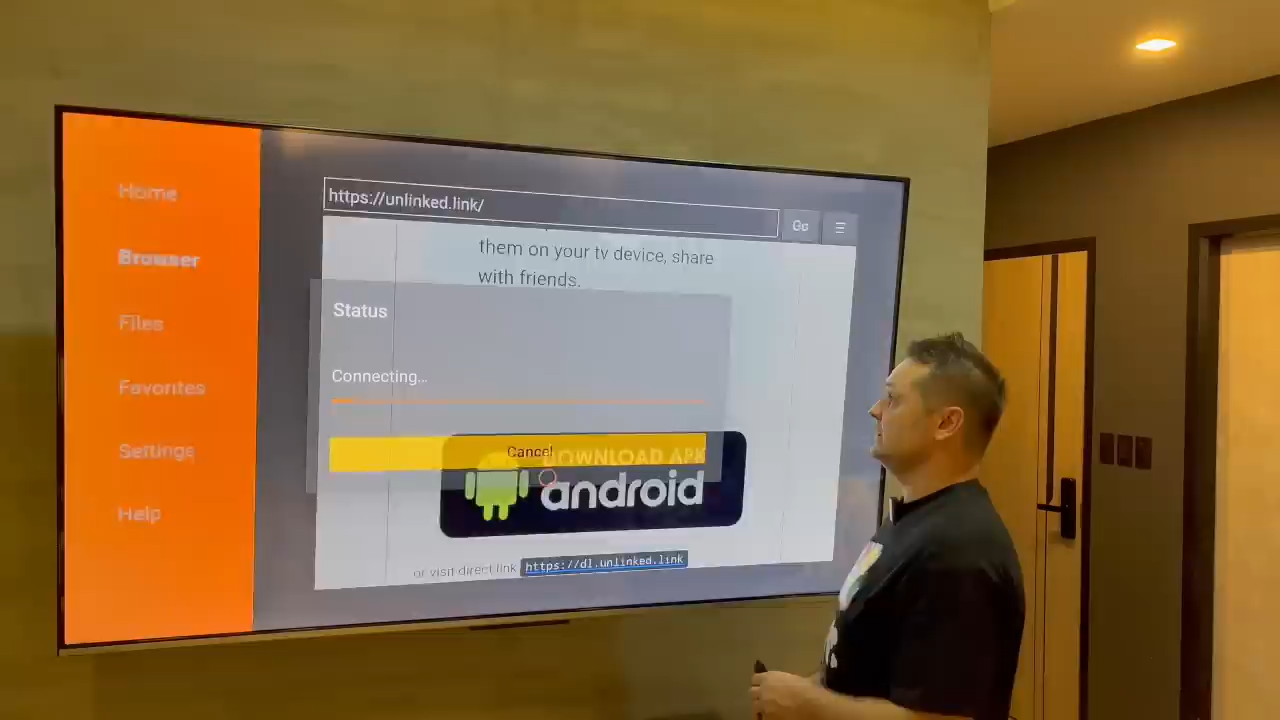 Home
Browser
Files
Favorites
Settings
Help
https://unlinked.link/
Go
them on your tv device, share
with friends.
Status
Connecting...
Cancel
DOWNLOAD APK
android
or visit direct link https://dl.unlinked.link